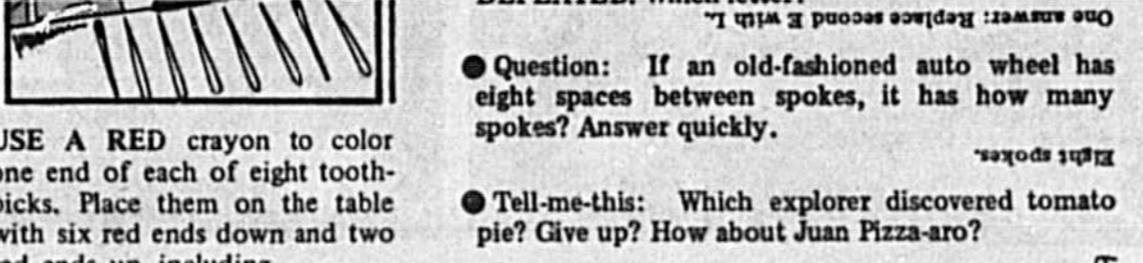 USE A RED crayon to color
one end of each of eight tooth-
picks. Place them on the table
with six red ends down and two
One answer: Replace second E with L.
● Question: If an old-fashioned auto wheel has
eight spaces between spokes, it has how many
spokes? Answer quickly.
Eight spokes.
● Tell-me-this: Which explorer discovered tomato
pie? Give up? How about Juan Pizza-aro?